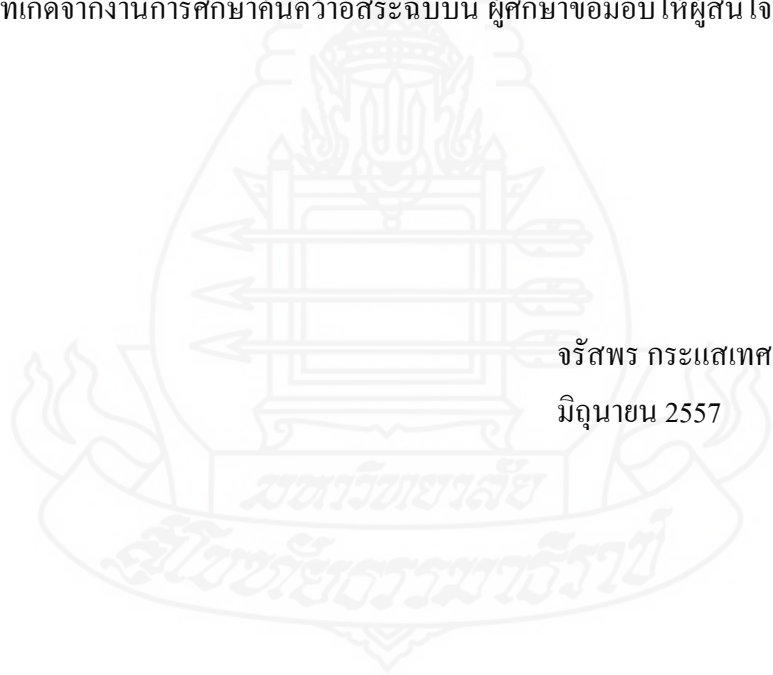 ที่เกิดจากงานการศึกษาค้นคว้าอิสระฉบับนี้ ผู้ศึกษาขอมอบให้ผู้สนใจ
จรัสพร กระแสเทศ
มิถุนายน 2557
มหาวิทยาลัย
สุโขทัยธรรมาธิราช